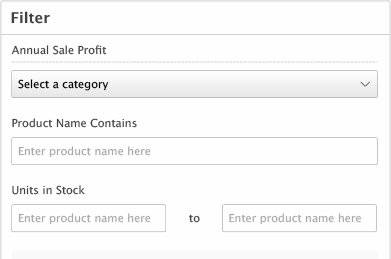 Filter
Annual Sale Profit
Select a category
Product Name Contains
Enter product name here
Units in Stock
Enter product name here to Enter product name here